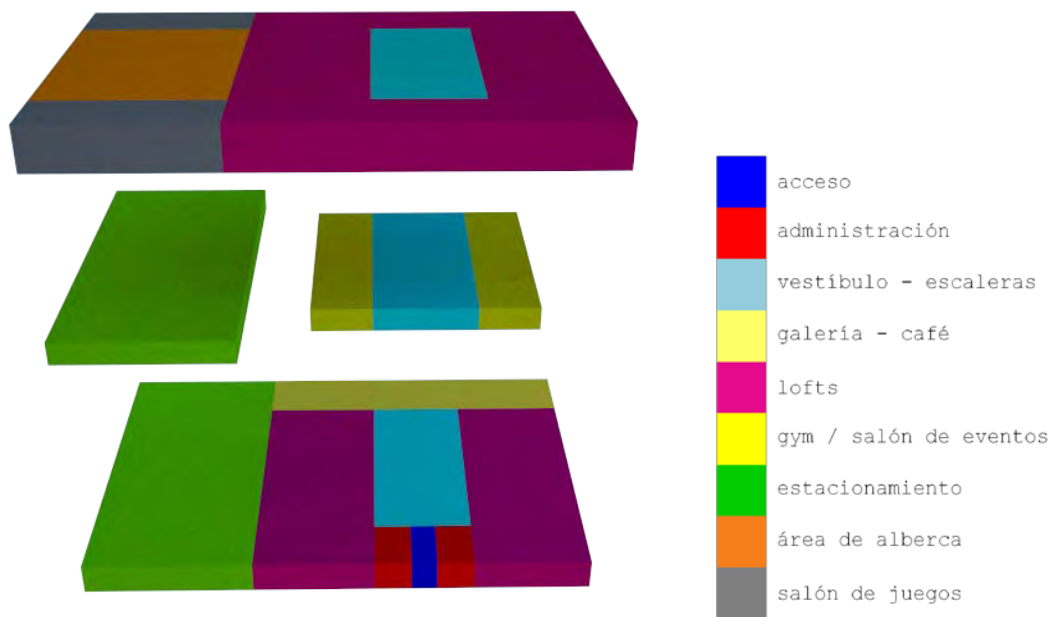 acceso
administración
vestíbulo - escaleras
galería - café
lofts
gym / salón de eventos
estacionamiento
área de alberca
salón de juegos